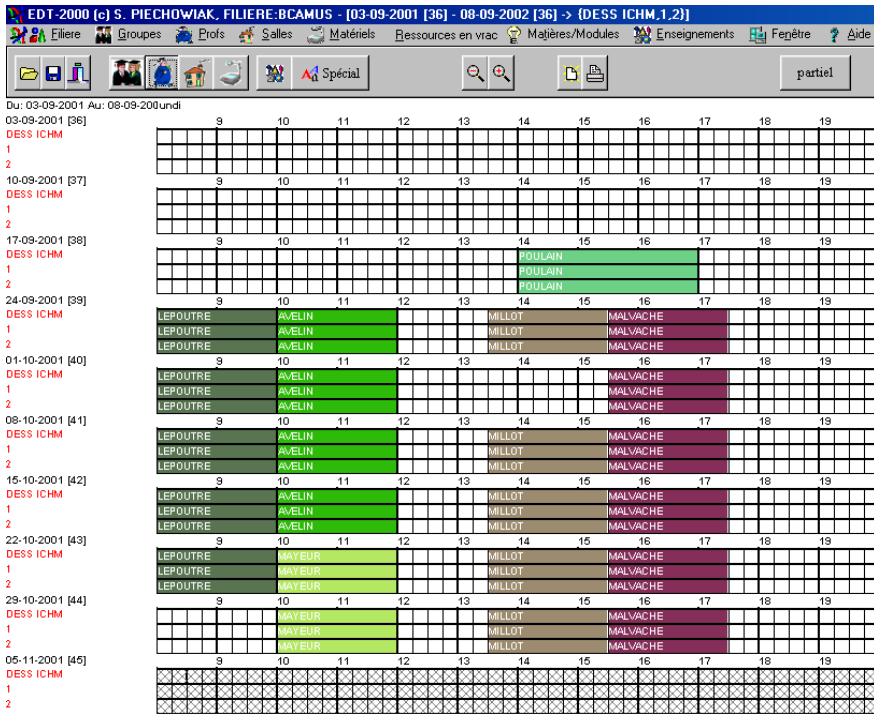 EDT-2000 (c) S. PIECHOWIAK, FILIERE:BCAMUS - [03-09-2001 [36] - 08-09-2002 [36] -> {DESS ICHM,1,2}]
Filiere Groupes Profs Salles Matériels Ressources en vrac Matières/Modules Enseignements Fenêtre Aide
Spécial partiel
Du: 03-09-2001 Au: 08-09-200undi
03-09-2001 [36] 9 10 11 12 13 14 15 16 17 18 19
DESS ICHM
1
2
10-09-2001 [37] 9 10 11 12 13 14 15 16 17 18 19
DESS ICHM
1
2
17-09-2001 [38] 9 10 11 12 13 14 15 16 17 18 19
DESS ICHM POULAIN
1 POULAIN
2 POULAIN
24-09-2001 [39] 9 10 11 12 13 14 15 16 17 18 19
DESS ICHM LEPOUTRE AVELIN MILLOT MALVACHE
1 LEPOUTRE AVELIN MILLOT MALVACHE
2 LEPOUTRE AVELIN MILLOT MALVACHE
01-10-2001 [40] 9 10 11 12 13 14 15 16 17 18 19
DESS ICHM LEPOUTRE AVELIN MALVACHE
1 LEPOUTRE AVELIN MALVACHE
2 LEPOUTRE AVELIN MALVACHE
08-10-2001 [41] 9 10 11 12 13 14 15 16 17 18 19
DESS ICHM LEPOUTRE AVELIN MILLOT MALVACHE
1 LEPOUTRE AVELIN MILLOT MALVACHE
2 LEPOUTRE AVELIN MILLOT MALVACHE
15-10-2001 [42] 9 10 11 12 13 14 15 16 17 18 19
DESS ICHM LEPOUTRE AVELIN MILLOT MALVACHE
1 LEPOUTRE AVELIN MILLOT MALVACHE
2 LEPOUTRE AVELIN MILLOT MALVACHE
22-10-2001 [43] 9 10 11 12 13 14 15 16 17 18 19
DESS ICHM LEPOUTRE MAYEUR MILLOT MALVACHE
1 LEPOUTRE MAYEUR MILLOT MALVACHE
2 LEPOUTRE MAYEUR MILLOT MALVACHE
29-10-2001 [44] 9 10 11 12 13 14 15 16 17 18 19
DESS ICHM MAYEUR MILLOT MALVACHE
1 MAYEUR MILLOT MALVACHE
2 MAYEUR MILLOT MALVACHE
05-11-2001 [45] 9 10 11 12 13 14 15 16 17 18 19
DESS ICHM
1
2